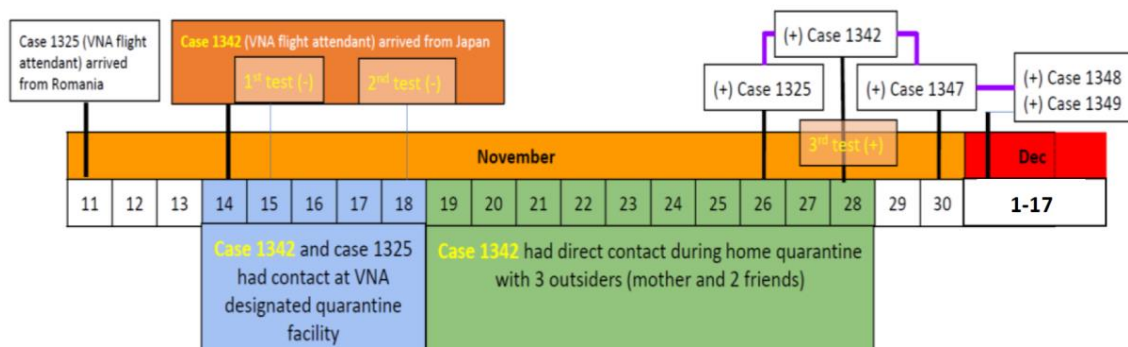 Case 1325 (VNA flight
attendant) arrived
from Romania
Case 1342 (VNA flight attendant) arrived from Japan
1st test (-)
2nd test (-)
(+) Case 1342
(+) Case 1325
(+) Case 1347
(+) Case 1348
(+) Case 1349
3rd test (+)
November
Dec
11 12 13 14 15 16 17 18 19 20 21 22 23 24 25 26 27 28 29 30 1-17
Case 1342 and case 1325
had contact at VNA
designated quarantine
facility
Case 1342 had direct contact during home quarantine
with 3 outsiders (mother and 2 friends)